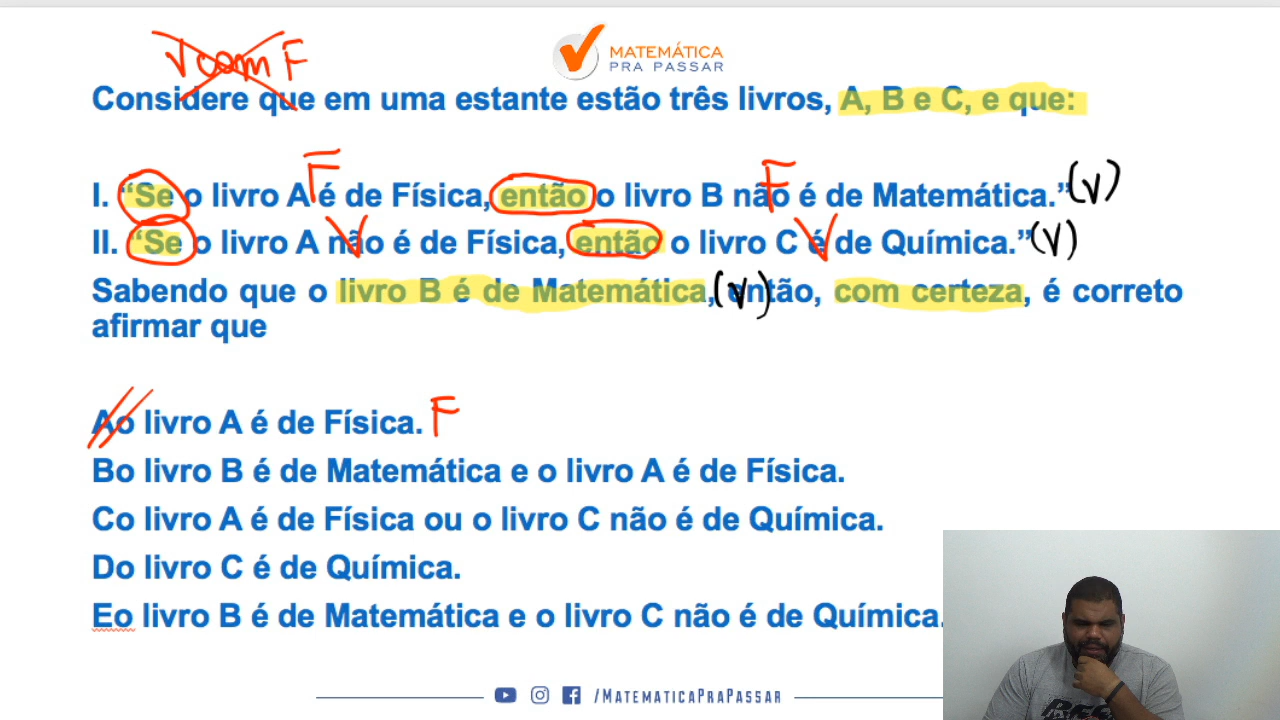 V com F
MATEMÁTICA
PRA PASSAR
Considere que em uma estante estão três livros, A, B e C, e que:
F F
I. “Se o livro A é de Física, então o livro B não é de Matemática.” (V)
V V
II. “Se o livro A não é de Física, então o livro C é de Química.” (V)
Sabendo que o livro B é de Matemática, (V) então, com certeza, é correto
afirmar que
Ao livro A é de Física. F
Bo livro B é de Matemática e o livro A é de Física.
Co livro A é de Física ou o livro C não é de Química.
Do livro C é de Química.
Eo livro B é de Matemática e o livro C não é de Química.
/MATEMATICAPRAPASSAR